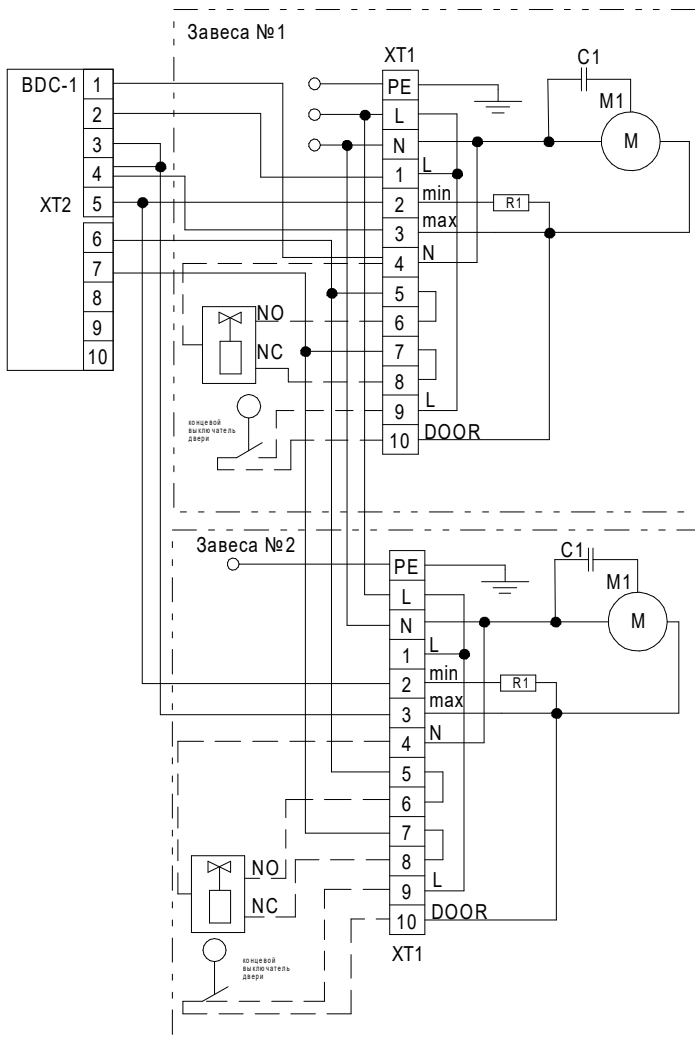 Завеса №1
XT1
C1
BDC-1
XT2
1
2
3
4
5
6
7
8
9
10
M1
M
PE
L
N
1 L
2 min
3 max
4 N
5
6
7
8
9 L
10 DOOR
R1
NO
NC
концевой
выключатель
двери
Завеса №2
C1
M1
M
PE
L
N
1 L
2 min
3 max
4 N
5
6
7
8
9 L
10 DOOR
R1
NO
NC
XT1
концевой
выключатель
двери